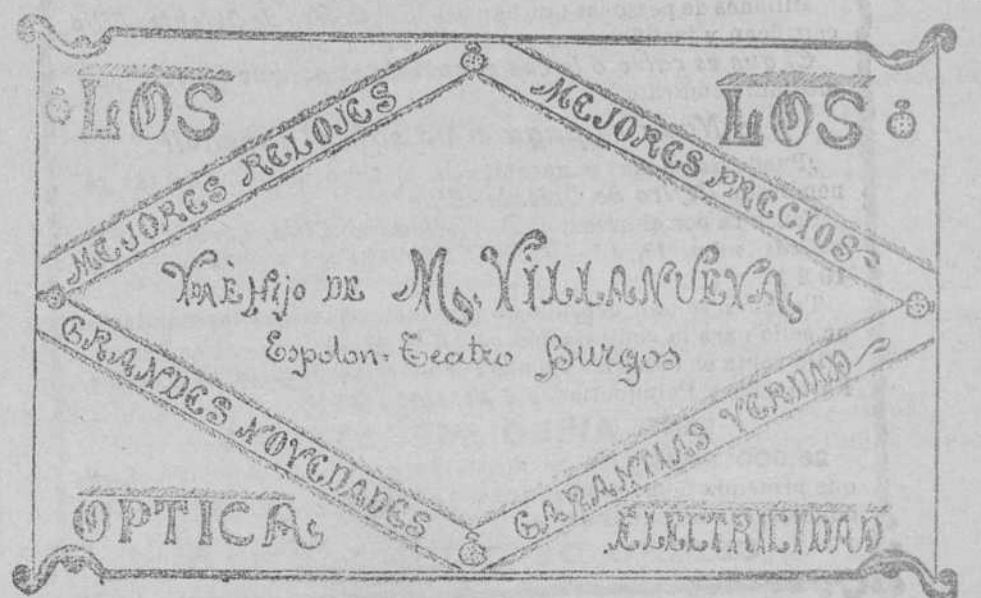 LOS
MEJORES RELOJES
LOS
MEJORES PRECIOS
VDA É Hijo DE M. VILLANUEVA
Espolon-Teatro Burgos
GRANDES NOVEDADES
GARANTIAS VERDAD
OPTICA
ELECTRICIDAD